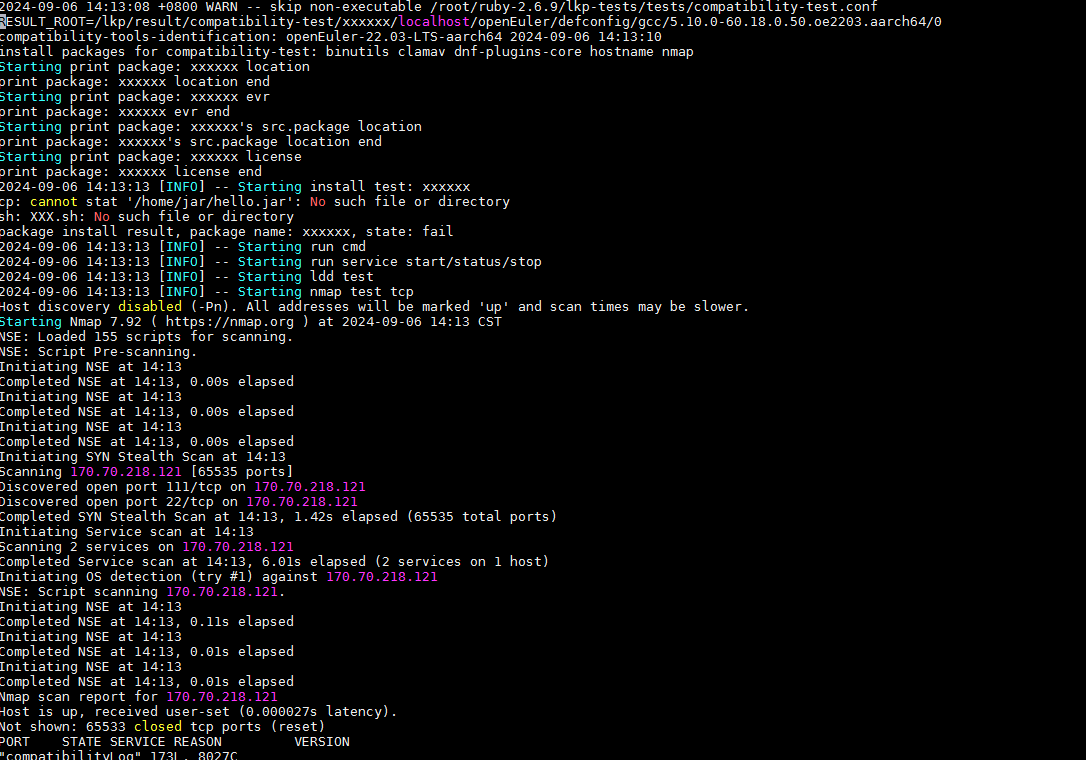 2024-09-06 14:13:08 +0800 WARN -- skip non-executable /root/ruby-2.6.9/lkp-tests/tests/compatibility-test.conf
RESULT_ROOT=/lkp/result/compatibility-test/xxxxxx/localhost/openEuler/defconfig/gcc/5.10.0-60.18.0.50.oe2203.aarch64/0
compatibility-tools-identification: openEuler-22.03-LTS-aarch64 2024-09-06 14:13:10
install packages for compatibility-test: binutils clamav dnf-plugins-core hostname nmap
Starting print package: xxxxxx location
print package: xxxxxx location end
Starting print package: xxxxxx evr
print package: xxxxxx evr end
Starting print package: xxxxxx's src.package location
print package: xxxxxx's src.package location end
Starting print package: xxxxxx license
print package: xxxxxx license end
2024-09-06 14:13:13 [INFO] -- Starting install test: xxxxxx
cp: cannot stat '/home/jar/hello.jar': No such file or directory
sh: XXX.sh: No such file or directory
package install result, package name: xxxxxx, state: fail
2024-09-06 14:13:13 [INFO] -- Starting run cmd
2024-09-06 14:13:13 [INFO] -- Starting run service start/status/stop
2024-09-06 14:13:13 [INFO] -- Starting ldd test
2024-09-06 14:13:13 [INFO] -- Starting nmap test tcp
Host discovery disabled (-Pn). All addresses will be marked 'up' and scan times may be slower.
Starting Nmap 7.92 ( https://nmap.org ) at 2024-09-06 14:13 CST
NSE: Loaded 155 scripts for scanning.
NSE: Script Pre-scanning.
Initiating NSE at 14:13
Completed NSE at 14:13, 0.00s elapsed
Initiating NSE at 14:13
Completed NSE at 14:13, 0.00s elapsed
Initiating NSE at 14:13
Completed NSE at 14:13, 0.00s elapsed
Initiating SYN Stealth Scan at 14:13
Scanning 170.70.218.121 [65535 ports]
Discovered open port 111/tcp on 170.70.218.121
Discovered open port 22/tcp on 170.70.218.121
Completed SYN Stealth Scan at 14:13, 1.42s elapsed (65535 total ports)
Initiating Service scan at 14:13
Scanning 2 services on 170.70.218.121
Completed Service scan at 14:13, 6.01s elapsed (2 services on 1 host)
Initiating OS detection (try #1) against 170.70.218.121
NSE: Script scanning 170.70.218.121.
Initiating NSE at 14:13
Completed NSE at 14:13, 0.11s elapsed
Initiating NSE at 14:13
Completed NSE at 14:13, 0.01s elapsed
Initiating NSE at 14:13
Completed NSE at 14:13, 0.01s elapsed
Nmap scan report for 170.70.218.121
Host is up, received user-set (0.000027s latency).
Not shown: 65533 closed tcp ports (reset)
PORT    STATE SERVICE REASON         VERSION
"compatibilityLog" 173L, 8027C